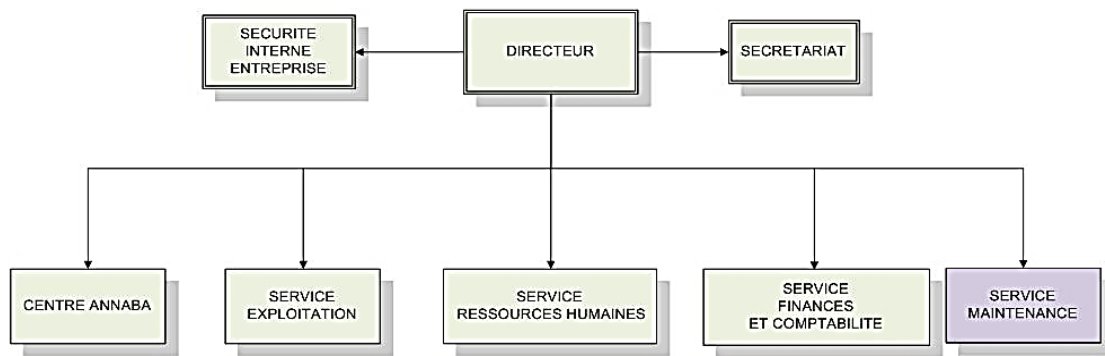 SECURITE
INTERNE
ENTREPRISE
DIRECTEUR
SECRETARIAT
CENTRE ANNABA
SERVICE
EXPLOITATION
SERVICE
RESSOURCES HUMAINES
SERVICE
FINANCES
ET COMPTABILITE
SERVICE
MAINTENANCE